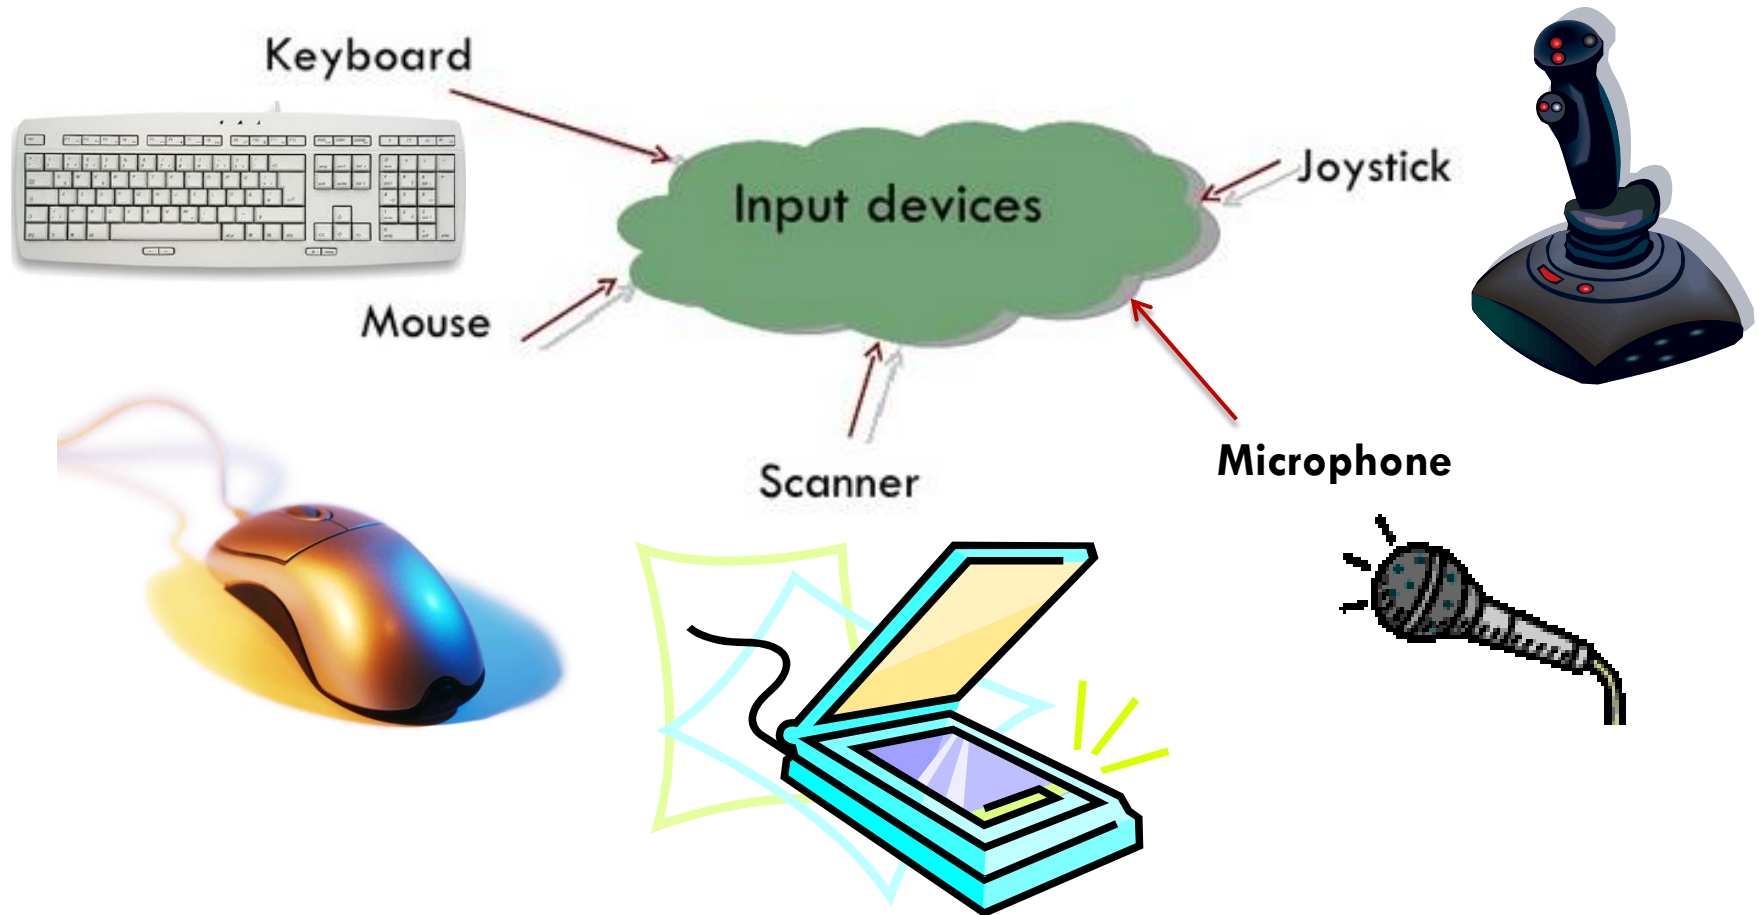 Keyboard
Input devices
Joystick
Mouse
Microphone
Scanner